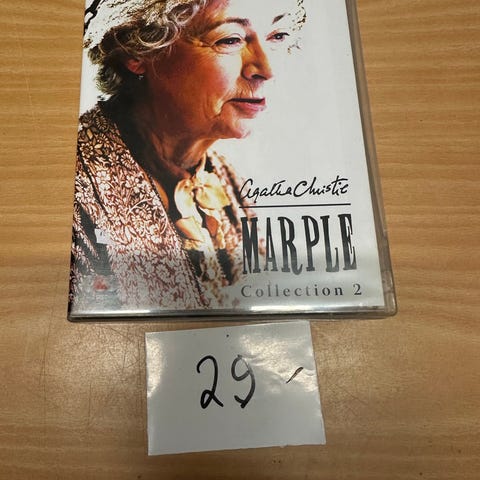 Agatha Christie
MARPLE
Collection 2
29-